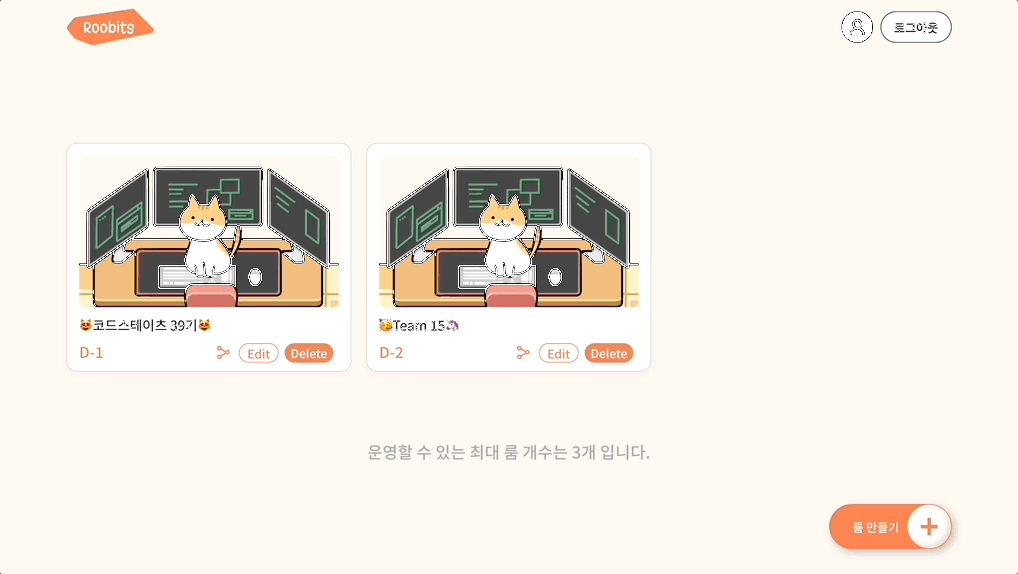 Roobits
로그아웃
😻코드스테이츠 39기😻
D-1
Edit
Delete
🥳Team 15🦄
D-2
Edit
Delete
운영할 수 있는 최대 룸 개수는 3개 입니다.
룸 만들기